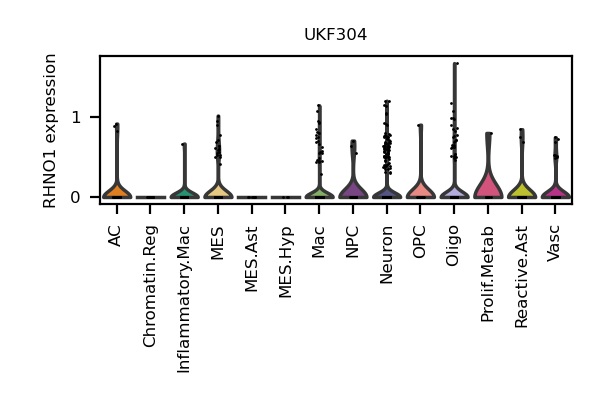 UKF304
RHNO1 expression
1
0
AC
Chromatin.Reg
Inflammatory.Mac
MES
MES.Ast
MES.Hyp
Mac
NPC
Neuron
OPC
Oligo
Prolif.Metab
Reactive.Ast
Vasc